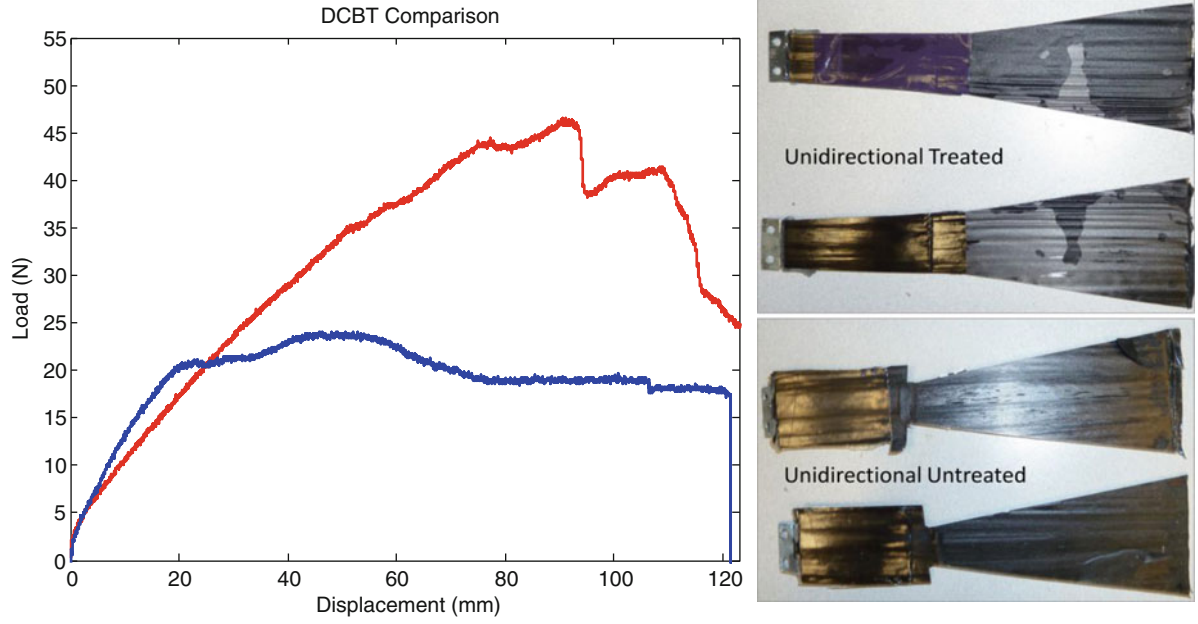 DCBT Comparison
55
50
45
40
35
30
25
20
15
10
5
0
Load (N)
0 20 40 60 80 100 120
Displacement (mm)
Unidirectional Treated
Unidirectional Untreated